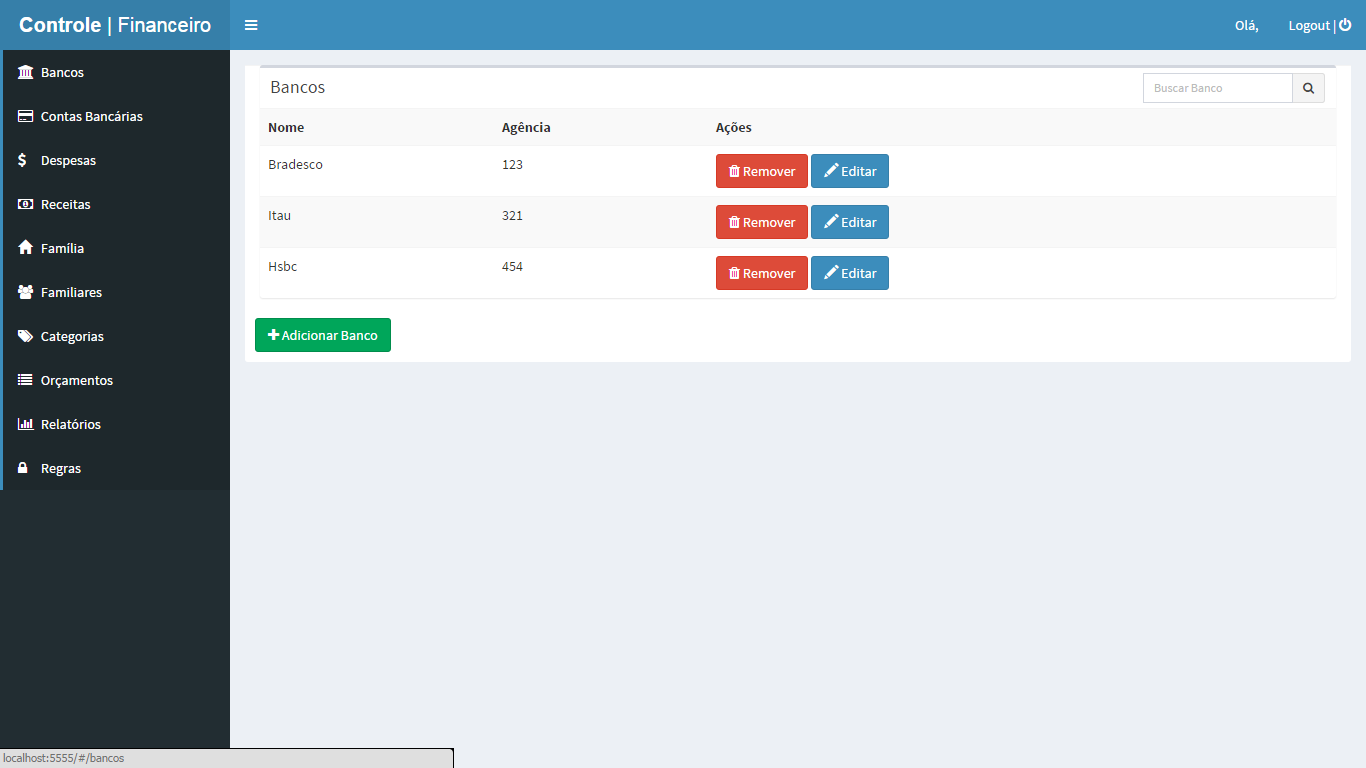 Controle | Financeiro
Olá,
Logout |
Bancos
Contas Bancárias
Despesas
Receitas
Família
Familiares
Categorias
Orçamentos
Relatórios
Regras
Bancos
Buscar Banco
Nome Agência Ações
Bradesco 123 Remover Editar
Itau 321 Remover Editar
Hsbc 454 Remover Editar
Adicionar Banco
localhost:5555/#/bancos